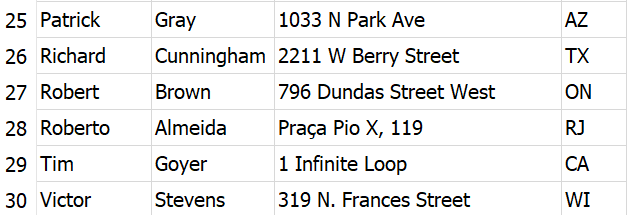 25 Patrick Gray 1033 N Park Ave AZ
26 Richard Cunningham 2211 W Berry Street TX
27 Robert Brown 796 Dundas Street West ON
28 Roberto Almeida Praça Pio X, 119 RJ
29 Tim Goyer 1 Infinite Loop CA
30 Victor Stevens 319 N. Frances Street WI